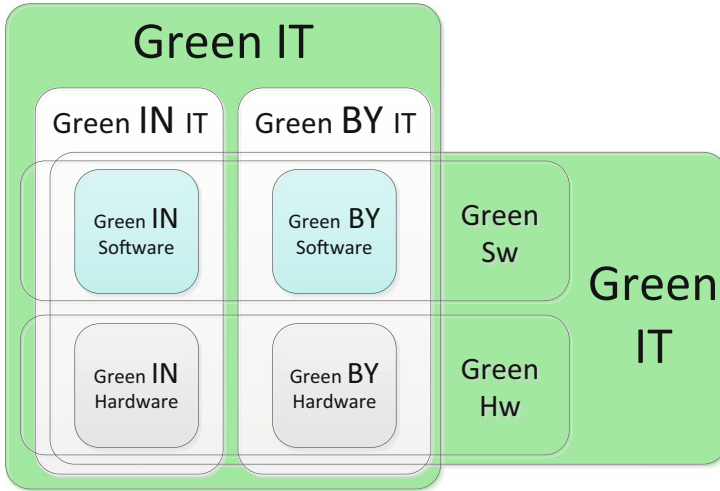 Green IT
Green IN IT
Green BY IT
Green IN
Software
Green BY
Software
Green
Sw
Green
IT
Green IN
Hardware
Green BY
Hardware
Green
Hw